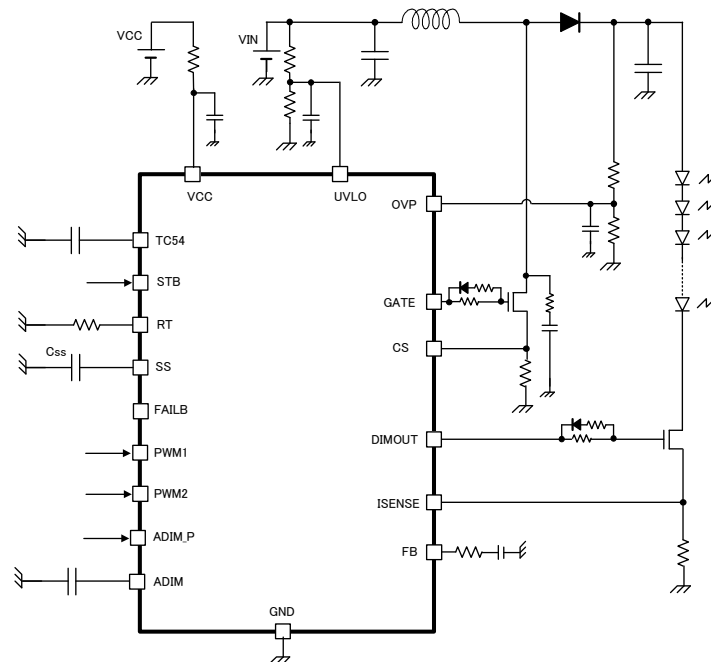 VCC
VIN
VCC
UVLO
OVP
TC54
STB
GATE
RT
CS
Css
SS
FAILB
DIMOUT
PWM1
PWM2
ISENSE
ADIM_P
FB
ADIM
GND